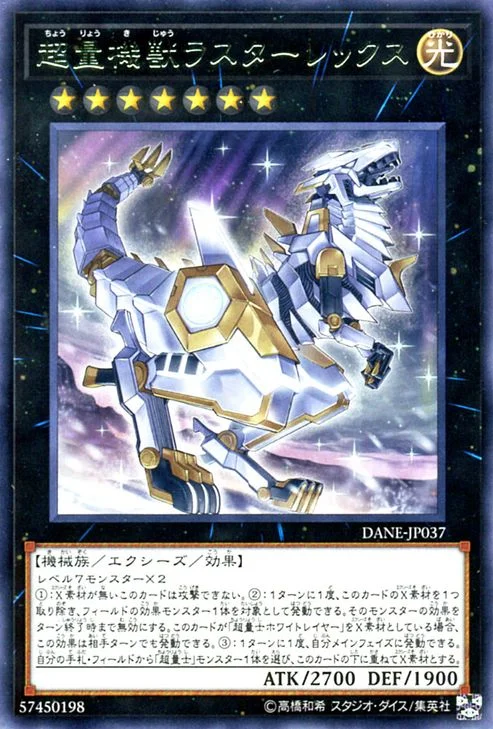 超量機獣ラスターレックス
光
DANE-JP037
【機械族／エクシーズ／効果】
レベル7モンスター×2
①：X素材が無いこのカードは攻撃できない。②：1ターンに1度、このカードのX素材を1つ
取り除き、フィールドの効果モンスター1体を対象として発動できる。そのモンスターの効果を
ターン終了時まで無効にする。このカードが「超量士ホワイトレイヤー」をX素材としている場合、
この効果は相手ターンでも発動できる。③：1ターンに1度、自分メインフェイズに発動できる。
自分の手札・フィールドから「超量士」モンスター1体を選び、このカードの下に重ねてX素材とする。
ATK/2700 DEF/1900
57450198
©高橋和希 スタジオ・ダイス/集英社